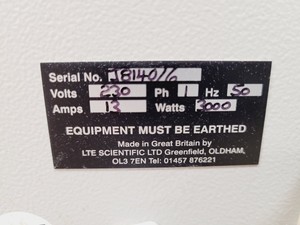 Serial No. J8140/6
Volts 230 Ph 1 Hz 50
Amps 13 Watts 3000
EQUIPMENT MUST BE EARTHED
Made in Great Britain by
LTE SCIENTIFIC LTD Greenfield, OLDHAM,
OL3 7EN Tel: 01457 876221